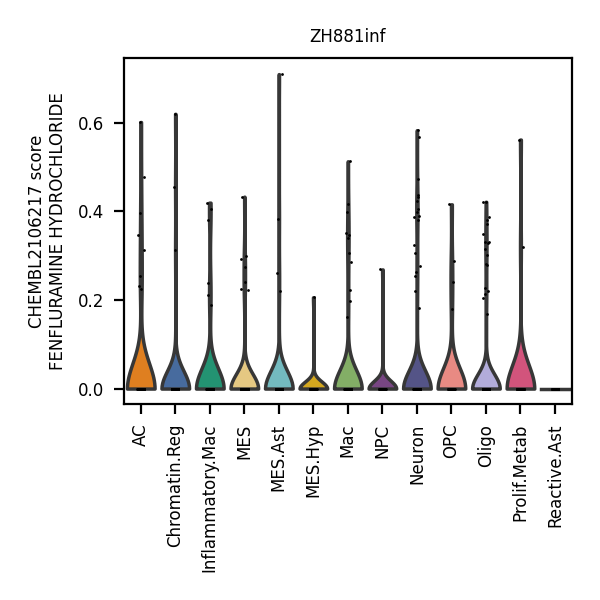 ZH881inf
CHEMBL2106217 score
FENFLURAMINE HYDROCHLORIDE
0.6
0.4
0.2
0.0
AC
Chromatin.Reg
Inflammatory.Mac
MES
MES.Ast
MES.Hyp
Mac
NPC
Neuron
OPC
Oligo
Prolif.Metab
Reactive.Ast